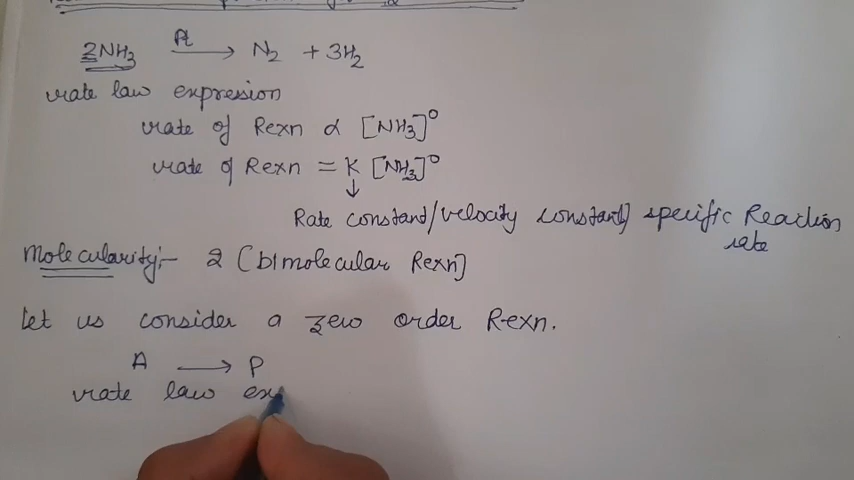 2NH3 Pt → N2 + 3H2
rate law expression
rate of Rexn α [NH3]⁰
rate of Rexn = K [NH3]⁰
↓
Rate constant/velocity constant/ specific Reaction
rate
Molecularity:- 2 [bimolecular Rexn]
Let us consider a zero order Rexn.
A → P
rate law ex